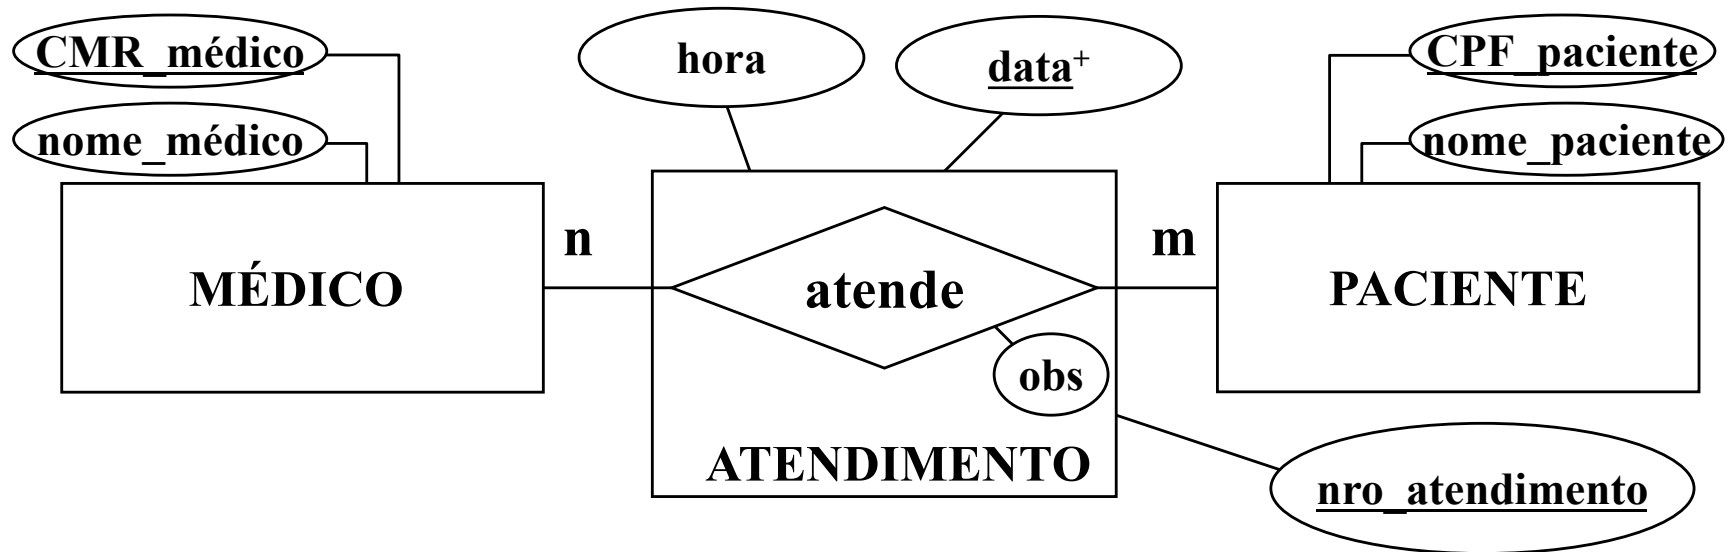 CMR_médico
nome_médico
hora
data+
CPF_paciente
nome_paciente
MÉDICO
n
atende
m
PACIENTE
obs
ATENDIMENTO
nro_atendimento